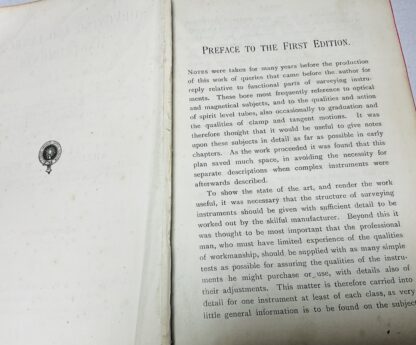 PREFACE TO THE FIRST EDITION.
NOTES were taken for many years before the production
of this work of queries that came before the author for
reply relative to functional parts of surveying instru-
ments. These bore most frequently reference to optical
and magnetical subjects, and to the qualities and action
of spirit level tubes, also occasionally to graduation and
the qualities of clamp and tangent motions. It was
therefore thought that it would be useful to give notes
upon these subjects in detail as far as possible in early
chapters. As the work proceeded it was found that this
plan saved much space, in avoiding the necessity for
separate descriptions when complex instruments were
afterwards described.
To show the state of the art, and render the work
useful, it was necessary that the structure of surveying
instruments should be given with sufficient detail to be
worked out by the skilful manufacturer. Beyond this it
was thought to be most important that the professional
man, who must have limited experience of the qualities
of workmanship, should be supplied with as many simple
tests as possible for assuring the qualities of the instru-
ments he might purchase or use, with details also of
their adjustments. This matter is therefore carried into
detail for one instrument at least of each class, as very
little general information is to be found on the subject